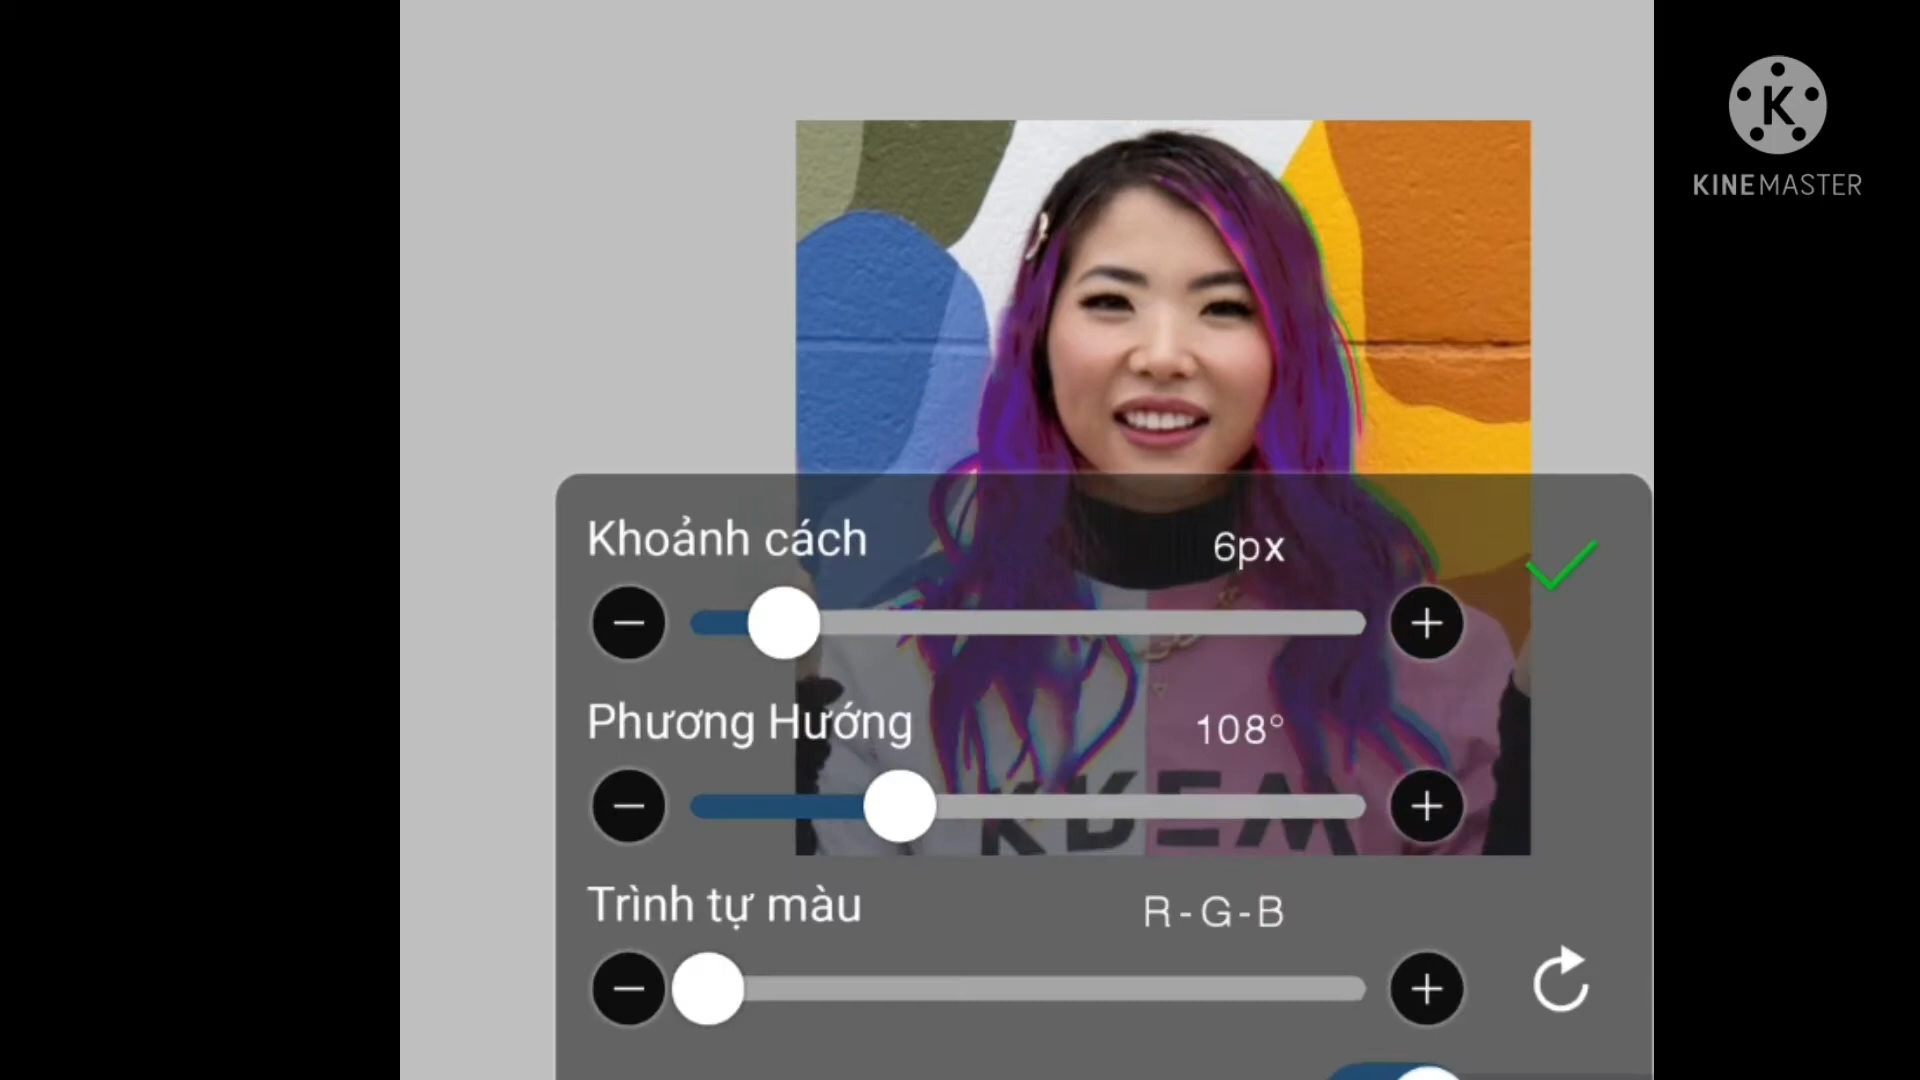 K
KINEMASTER
Khoảnh cách 6px
Phương Hướng 108°
Trình tự màu R-G-B